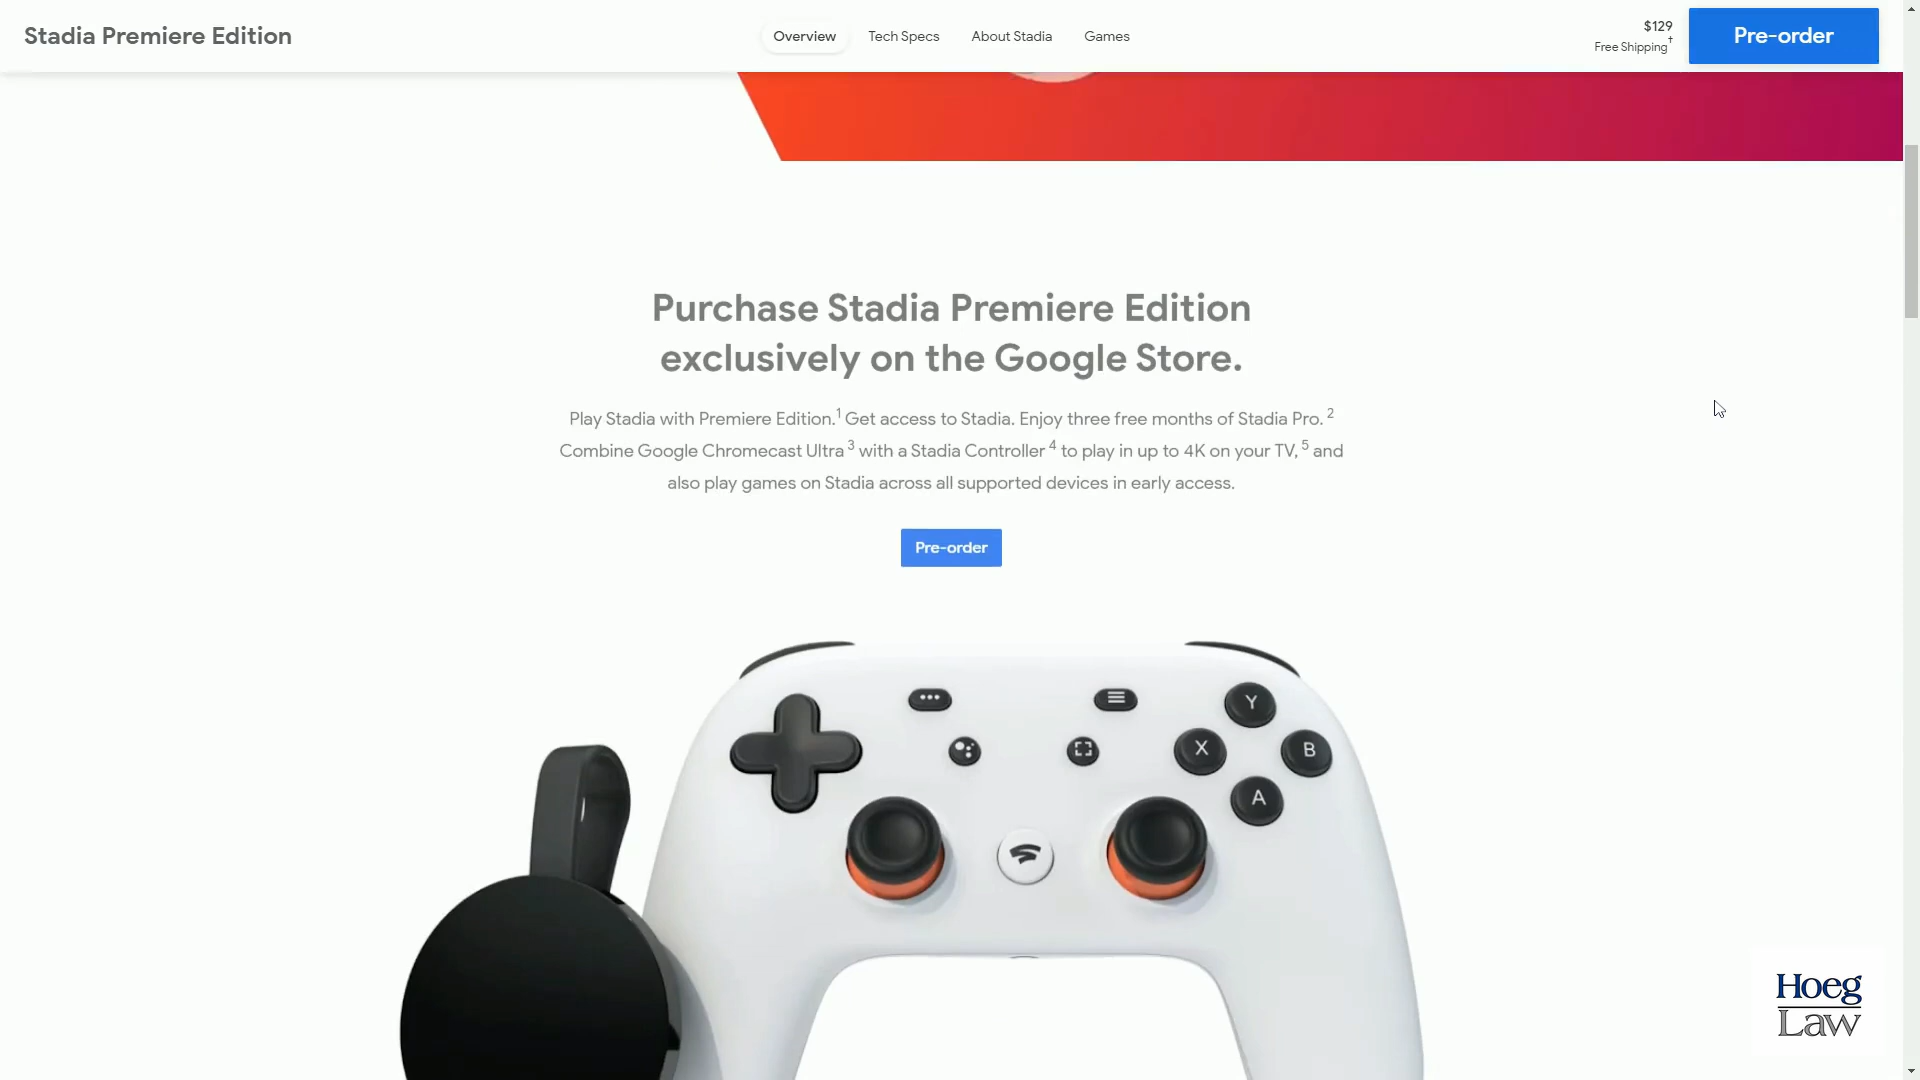 Stadia Premiere Edition
Overview
Tech Specs
About Stadia
Games
$129
Free Shipping†
Pre-order
Purchase Stadia Premiere Edition
exclusively on the Google Store.
Play Stadia with Premiere Edition.1 Get access to Stadia. Enjoy three free months of Stadia Pro. 2
Combine Google Chromecast Ultra 3 with a Stadia Controller 4 to play in up to 4K on your TV, 5 and
also play games on Stadia across all supported devices in early access.
Pre-order
Y
X
B
A
Hoeg
Law